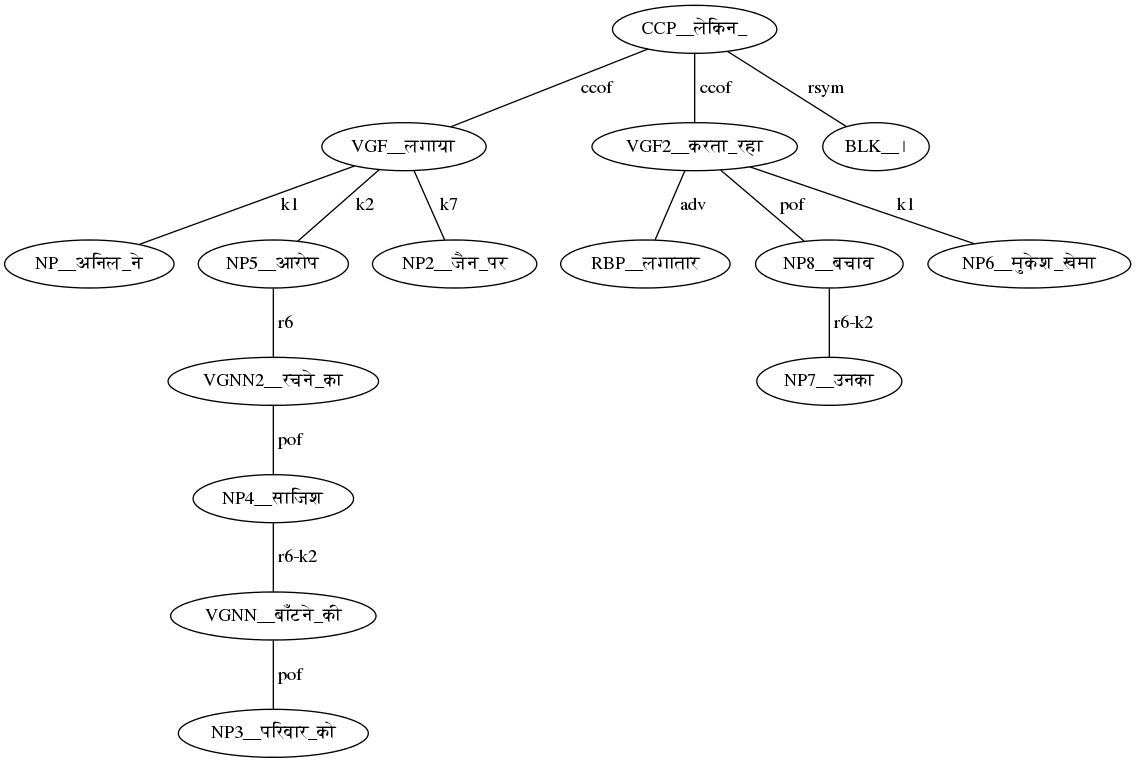 CCP__लेकिन_
ccof ccof rsym
VGF__लगाया VGF2__करता_रहा BLK__।
k1 k2 k7 adv pof k1
NP__अनिल_ने NP5__आरोप NP2__जैन_पर RBP__लगातार NP8__बचाव NP6__मुकेश_खेमा
r6 r6-k2
VGNN2__रचने_का NP7__उनका
pof
NP4__साजिश
r6-k2
VGNN__बाँटने_की
pof
NP3__परिवार_को